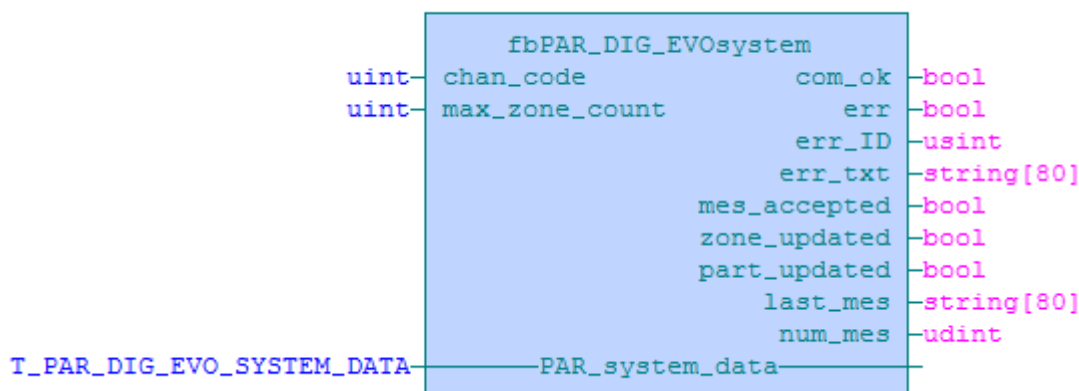 fbPAR_DIG_EVOsystem
uint chan_code com_ok bool
uint max_zone_count err bool
err_ID usint
err_txt string[80]
mes_accepted bool
zone_updated bool
part_updated bool
last_mes string[80]
num_mes udint
T_PAR_DIG_EVO_SYSTEM_DATA PAR_system_data